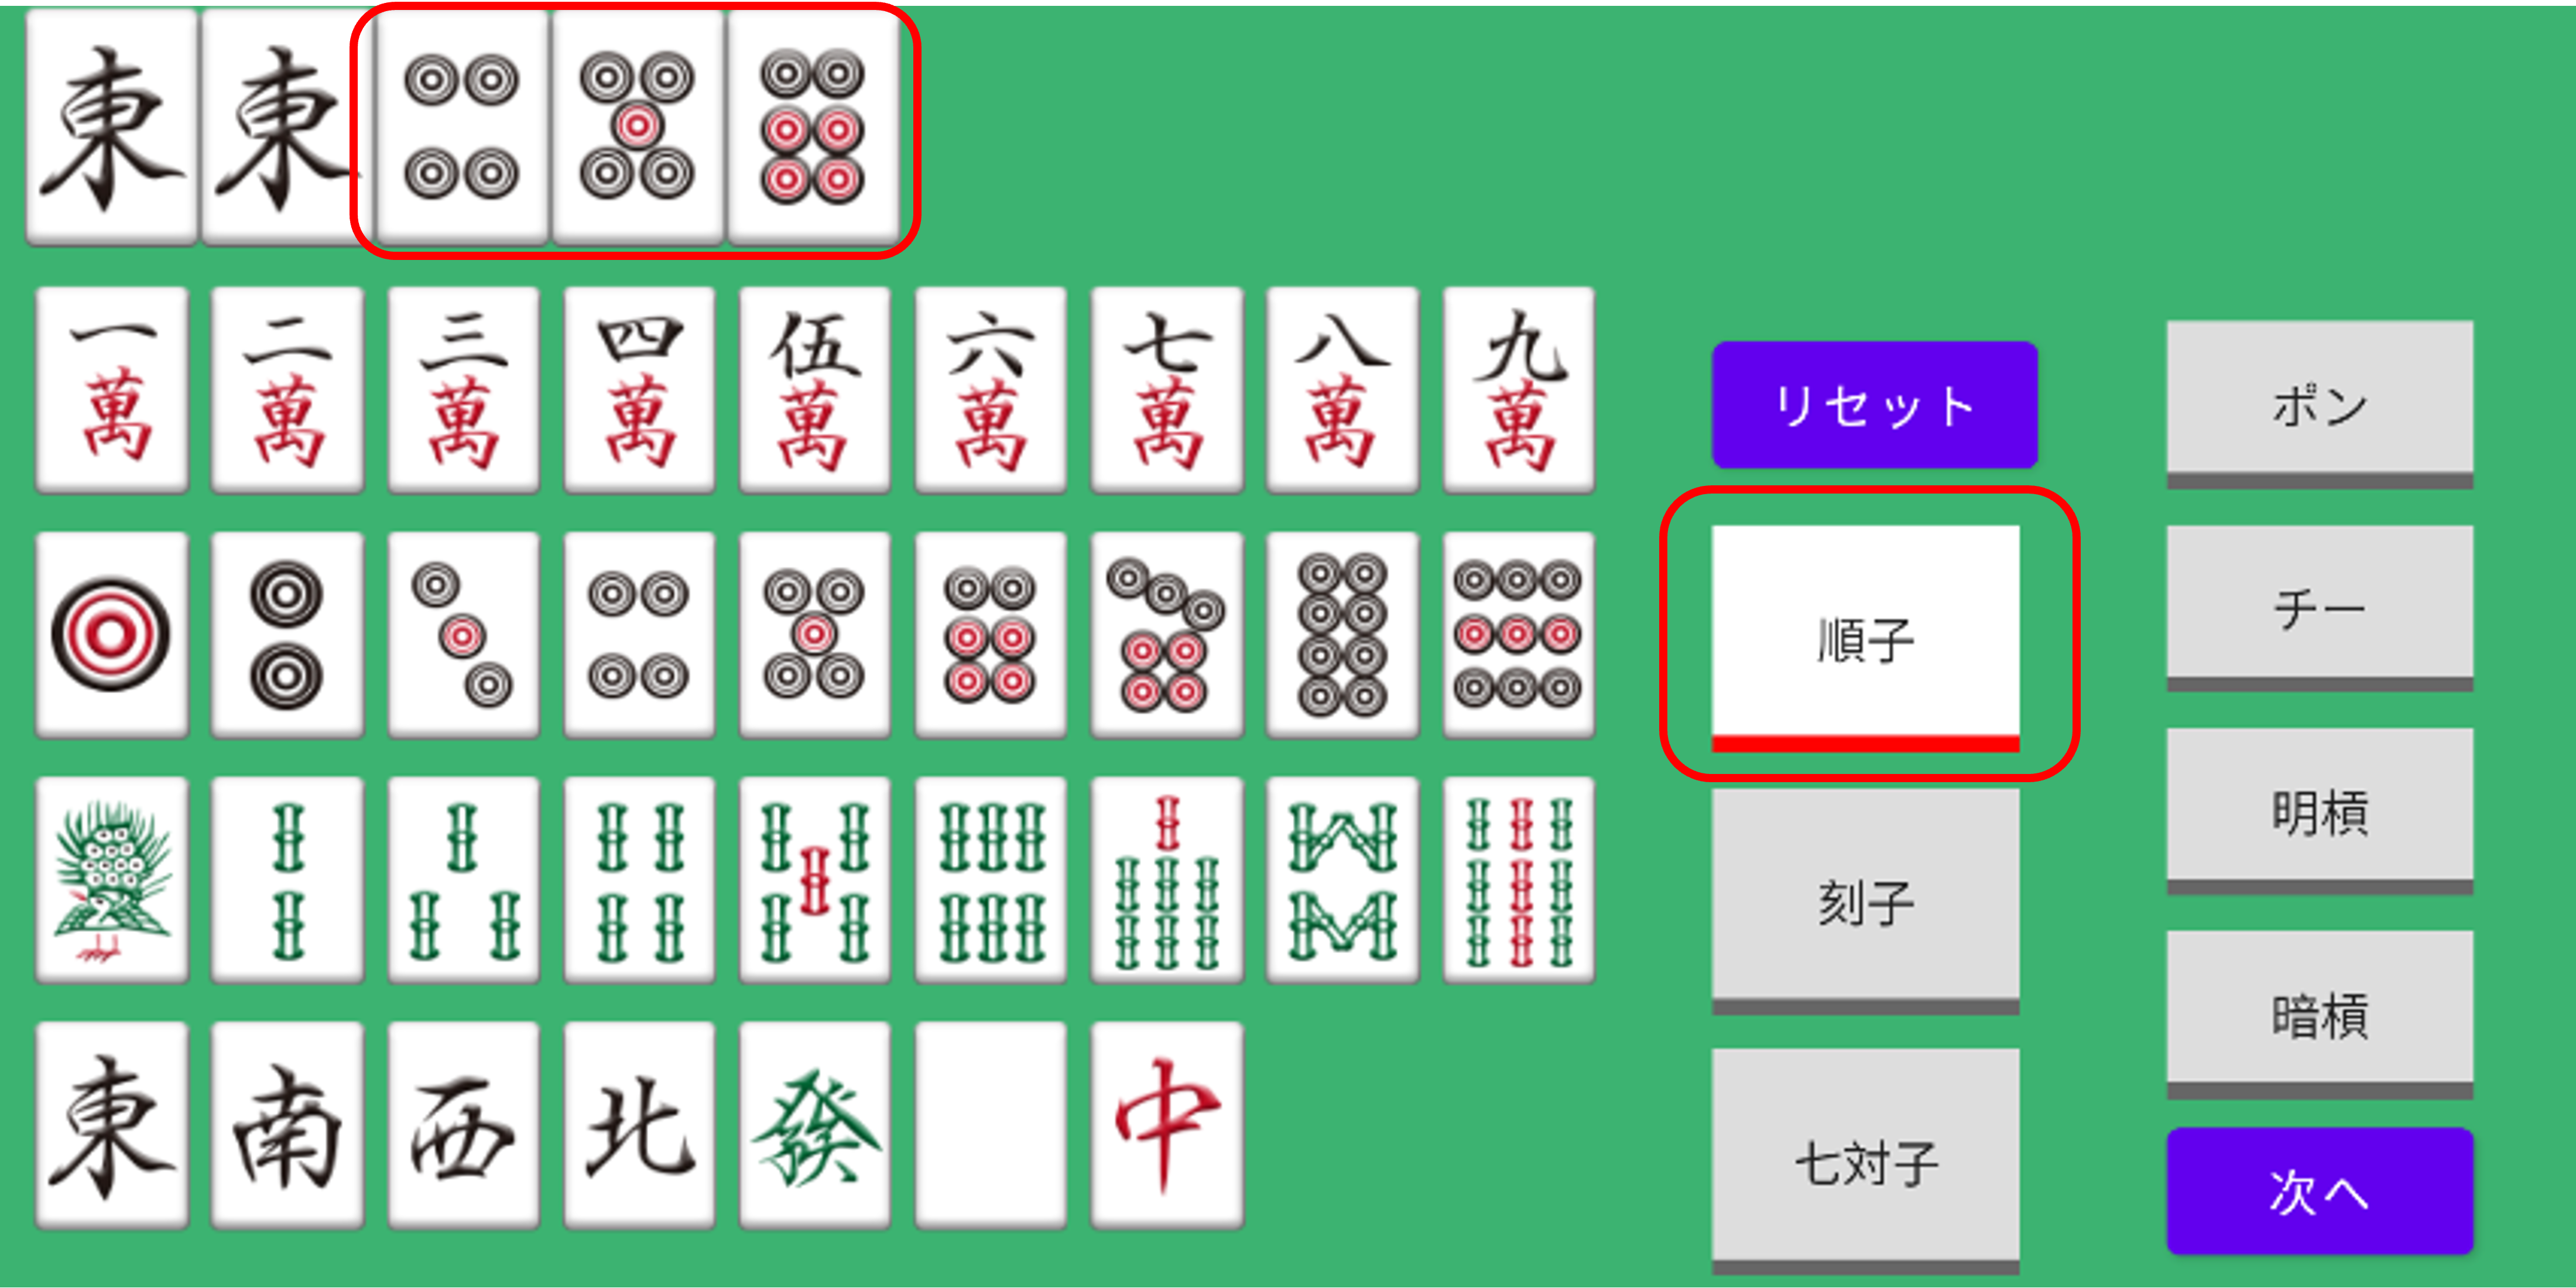 東 東
一萬 二萬 三萬 四萬 伍萬 六萬 七萬 八萬 九萬
東 南 西 北 發 中
リセット
順子
刻子
七対子
ポン
チー
明槓
暗槓
次へ